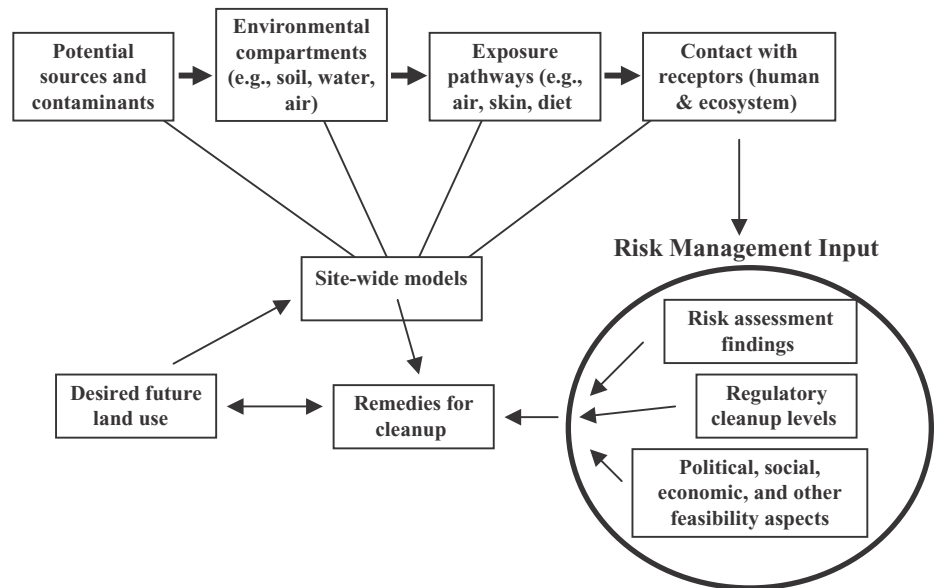 Potential
sources and
contaminants
Environmental
compartments
(e.g., soil, water,
air)
Exposure
pathways (e.g.,
air, skin, diet
Contact with
receptors (human
& ecosystem)
Risk Management Input
Site-wide models
Risk assessment
findings
Desired future
land use
Remedies for
cleanup
Regulatory
cleanup levels
Political, social,
economic, and other
feasibility aspects